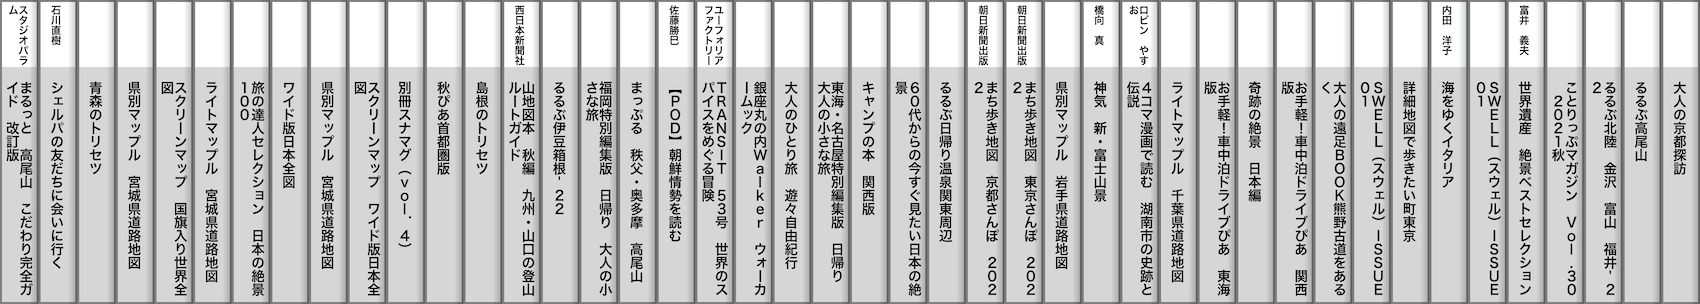 大人の京都探訪
るるぶ高尾山
るるぶ北陸 金沢 富山 福井'2
2
ことりっぷマガジン Vol.30
2021秋
富井 義夫
世界遺産 絶景ベストセレクション
SWELL（スウェル）ISSUE
01
内田 洋子
海をゆくイタリア
詳細地図で歩きたい町東京
SWELL（スウェル）ISSUE
01
大人の遠足BOOK熊野古道をある
く
お手軽！車中泊ドライブぴあ 関西
版
奇跡の絶景 日本編
お手軽！車中泊ドライブぴあ 東海
版
ライトマップル 千葉県道路地図
ロビン やす
お
4コマ漫画で読む 湖南市の史跡と
伝説
橋向 真
神気 新・富士山景
県別マップル 岩手県道路地図
朝日新聞出版
まち歩き地図 東京さんぽ 202
2
朝日新聞出版
まち歩き地図 京都さんぽ 202
2
るるぶ日帰り温泉関東周辺
60代からの今すぐ見たい日本の絶
景
キャンプの本 関西版
東海・名古屋特別編集版 日帰り
大人の小さな旅
大人のひとり旅 遊々自由紀行
銀座丸の内Walker ウォーカ
ームック
ユーフォリア
ファクトリー
TRANSIT 53号 世界のス
パイスをめぐる冒険
佐藤勝巳
【POD】朝鮮情勢を読む
まっぷる 秩父・奥多摩 高尾山
福岡特別編集版 日帰り 大人の小
さな旅
るるぶ伊豆箱根'22
西日本新聞社
山地図本 秋編 九州・山口の登山
ルートガイド
島根のトリセツ
秋ぴあ首都圏版
別冊スナマグ（vol.4）
スクリーンマップ ワイド版日本全
図
県別マップル 宮城県道路地図
ワイド版日本全図
旅の達人セレクション 日本の絶景
100
ライトマップル 宮城県道路地図
スクリーンマップ 国旗入り世界全
図
県別マップル 宮城県道路地図
青森のトリセツ
石川直樹
シェルパの友だちに会いに行く
スタジオパラ
ム
まるっと 高尾山 こだわり完全ガ
イド 改訂版